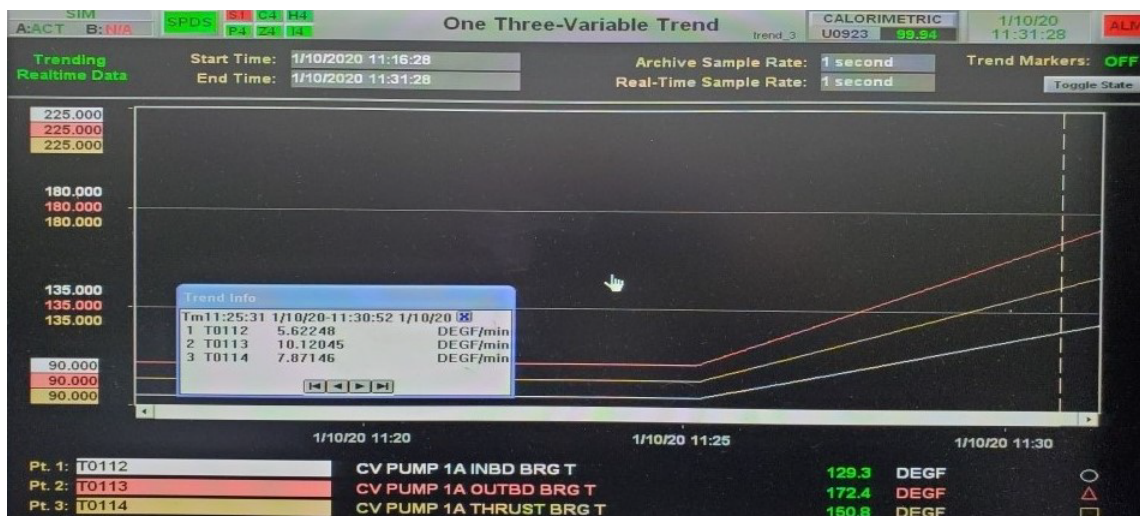 SIM
A:ACT B:N/A
SPDS
S1 C4 H4
P4 Z4 I4
One Three-Variable Trend
trend_3
CALORIMETRIC
U0923 99.94
1/10/20
11:31:28
ALM
Trending
Realtime Data
Start Time: 1/10/2020 11:16:28
End Time: 1/10/2020 11:31:28
Archive Sample Rate: 1 second
Real-Time Sample Rate: 1 second
Trend Markers: OFF
Toggle State
225.000
225.000
225.000
180.000
180.000
180.000
135.000
135.000
135.000
90.000
90.000
90.000
Trend Info
Tm11:25:31 1/10/20-11:30:52 1/10/20
1 T0112 5.62248 DEGF/min
2 T0113 10.12045 DEGF/min
3 T0114 7.87146 DEGF/min
1/10/20 11:20
1/10/20 11:25
1/10/20 11:30
Pt. 1: T0112 CV PUMP 1A INBD BRG T 129.3 DEGF
Pt. 2: T0113 CV PUMP 1A OUTBD BRG T 172.4 DEGF
Pt. 3: T0114 CV PUMP 1A THRUST BRG T 150.8 DEGF